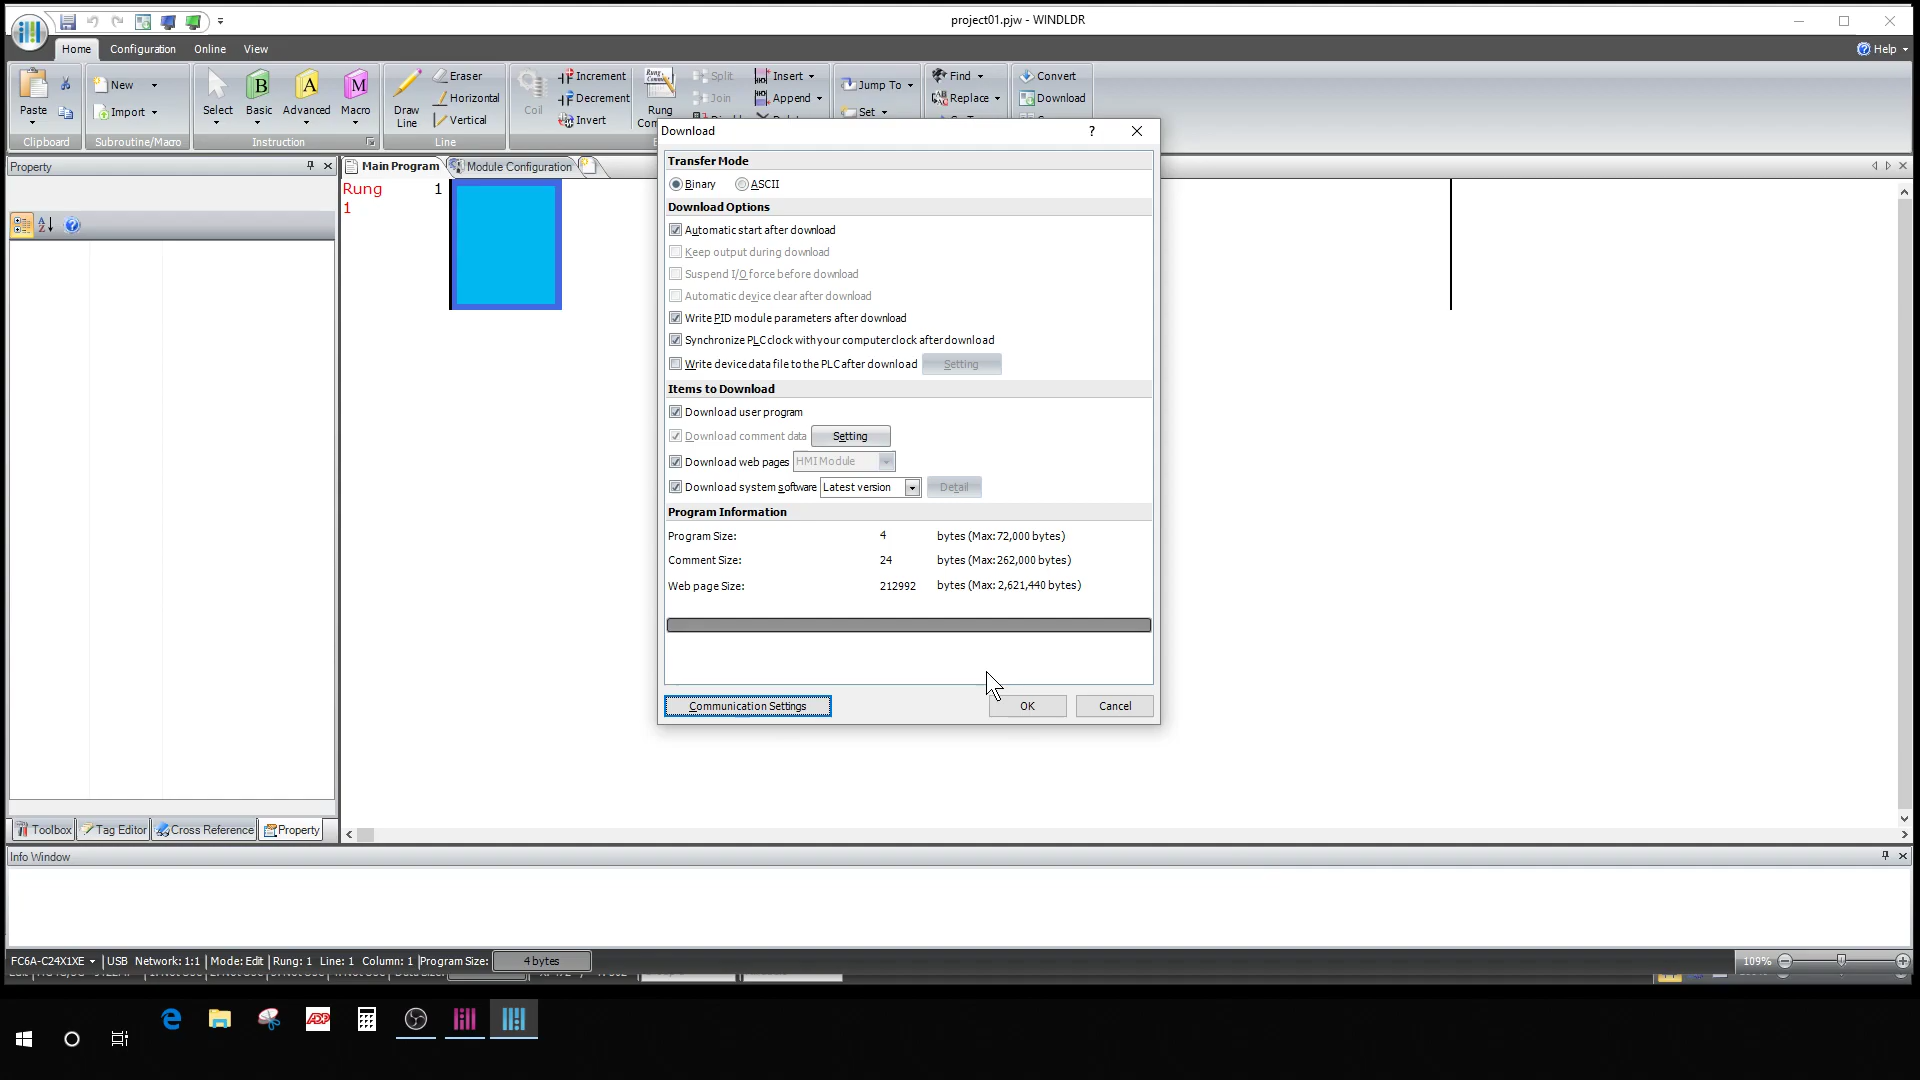 project01.pjw - WINDLDR
Home Configuration Online View Help
Paste New Import Select Basic Advanced Macro Draw Line Eraser Horizontal Vertical Coil Increment Decrement Invert Rung Split Join Insert Append Jump To Set Find Replace Convert Download
B A M
Clipboard Subroutine/Macro Instruction Line
Download ?
Property Main Program Module Configuration
Rung 1
1
Transfer Mode
Binary ASCII
Download Options
Automatic start after download
Keep output during download
Suspend I/O force before download
Automatic device clear after download
Write PID module parameters after download
Synchronize PLC clock with your computer clock after download
Write device data file to the PLC after download Setting
Items to Download
Download user program
Download comment data Setting
Download web pages HMI Module
Download system software Latest version Detail
Program Information
Program Size: 4 bytes (Max: 72,000 bytes)
Comment Size: 24 bytes (Max: 262,000 bytes)
Web page Size: 212992 bytes (Max: 2,621,440 bytes)
Communication Settings OK Cancel
Toolbox Tag Editor Cross Reference Property
Info Window
FC6A-C24X1XE USB Network: 1:1 Mode: Edit Rung: 1 Line: 1 Column: 1 Program Size: 4 bytes 109%
ADP